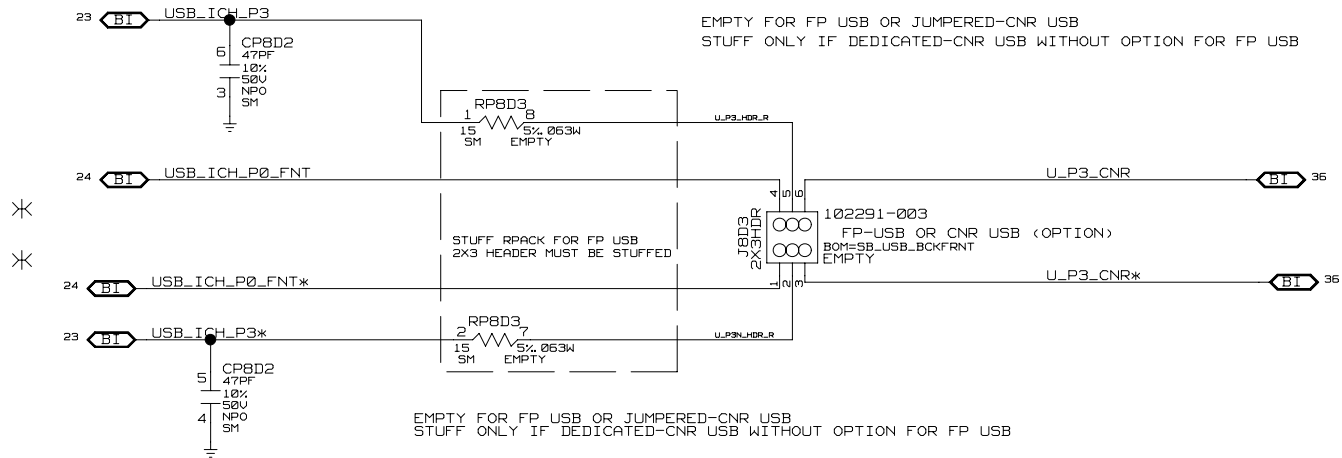 23 BI USB_ICH_P3
EMPTY FOR FP USB OR JUMPERED-CNR USB
STUFF ONLY IF DEDICATED-CNR USB WITHOUT OPTION FOR FP USB
6 CP8D2
47PF
10%
50V
3 NPO
SM
RP8D3
1 8
15 5%.063W
SM EMPTY
U_P3_HDR_R
24 BI USB_ICH_P0_FNT
U_P3_CNR BI 36
4 5 6
J8D3
2X3HDR
102291-003
FP-USB OR CNR USB (OPTION)
BOM=SB_USB_BCKFRNT
EMPTY
STUFF RPACK FOR FP USB
2X3 HEADER MUST BE STUFFED
1 2 3
U_P3_CNR* BI 36
24 BI USB_ICH_P0_FNT*
23 BI USB_ICH_P3*
RP8D3
2 7
15 5%.063W
SM EMPTY
U_P3N_HDR_R
5 CP8D2
47PF
10%
50V
4 NPO
SM
EMPTY FOR FP USB OR JUMPERED-CNR USB
STUFF ONLY IF DEDICATED-CNR USB WITHOUT OPTION FOR FP USB